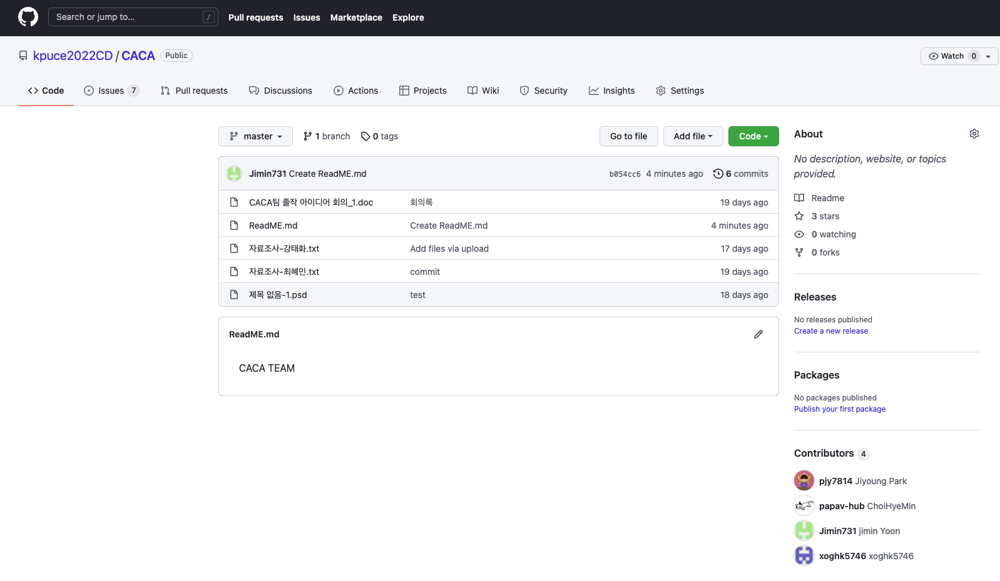 Search or jump to... / Pull requests Issues Marketplace Explore
kpuce2022CD / CACA Public Watch 0
Code Issues 7 Pull requests Discussions Actions Projects Wiki Security Insights Settings
master 1 branch 0 tags Go to file Add file Code
Jimin731 Create ReadME.md b054cc6 4 minutes ago 6 commits
CACA팀 졸작 아이디어 회의_1.doc 회의록 19 days ago
ReadME.md Create ReadME.md 4 minutes ago
자료조사-강태화.txt Add files via upload 17 days ago
자료조사-최혜민.txt commit 19 days ago
제목 없음-1.psd test 18 days ago
ReadME.md
CACA TEAM
About
No description, website, or topics
provided.
Readme
3 stars
0 watching
0 forks
Releases
No releases published
Create a new release
Packages
No packages published
Publish your first package
Contributors 4
pjy7814 Jiyoung Park
papav-hub ChoiHyeMin
Jimin731 jimin Yoon
xoghk5746 xoghk5746